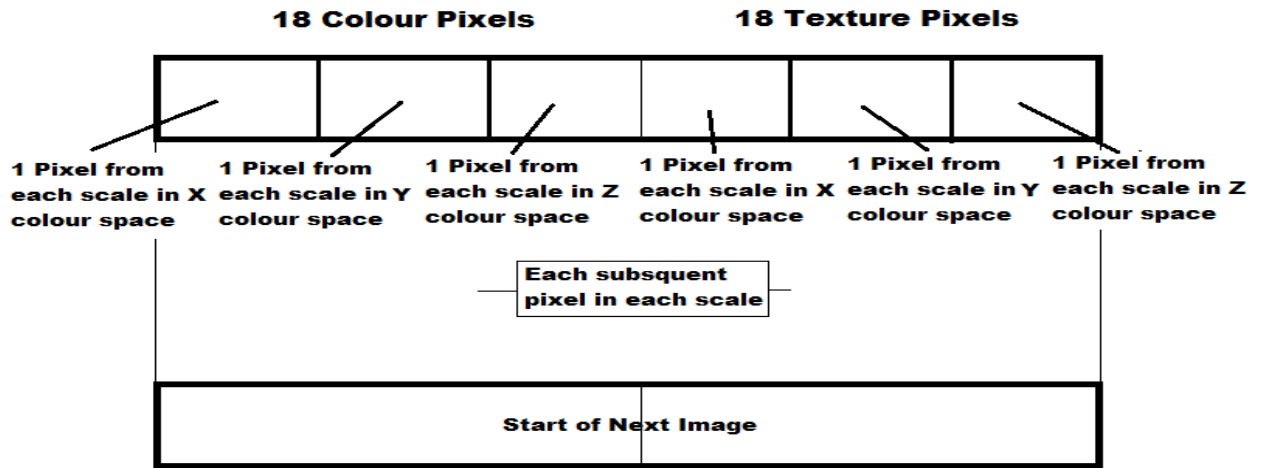 18 Colour Pixels
18 Texture Pixels
1 Pixel from
each scale in X
colour space
1 Pixel from
each scale in Y
colour space
1 Pixel from
each scale in Z
colour space
1 Pixel from
each scale in X
colour space
1 Pixel from
each scale in Y
colour space
1 Pixel from
each scale in Z
colour space
Each subsquent
pixel in each scale
Start of Next Image